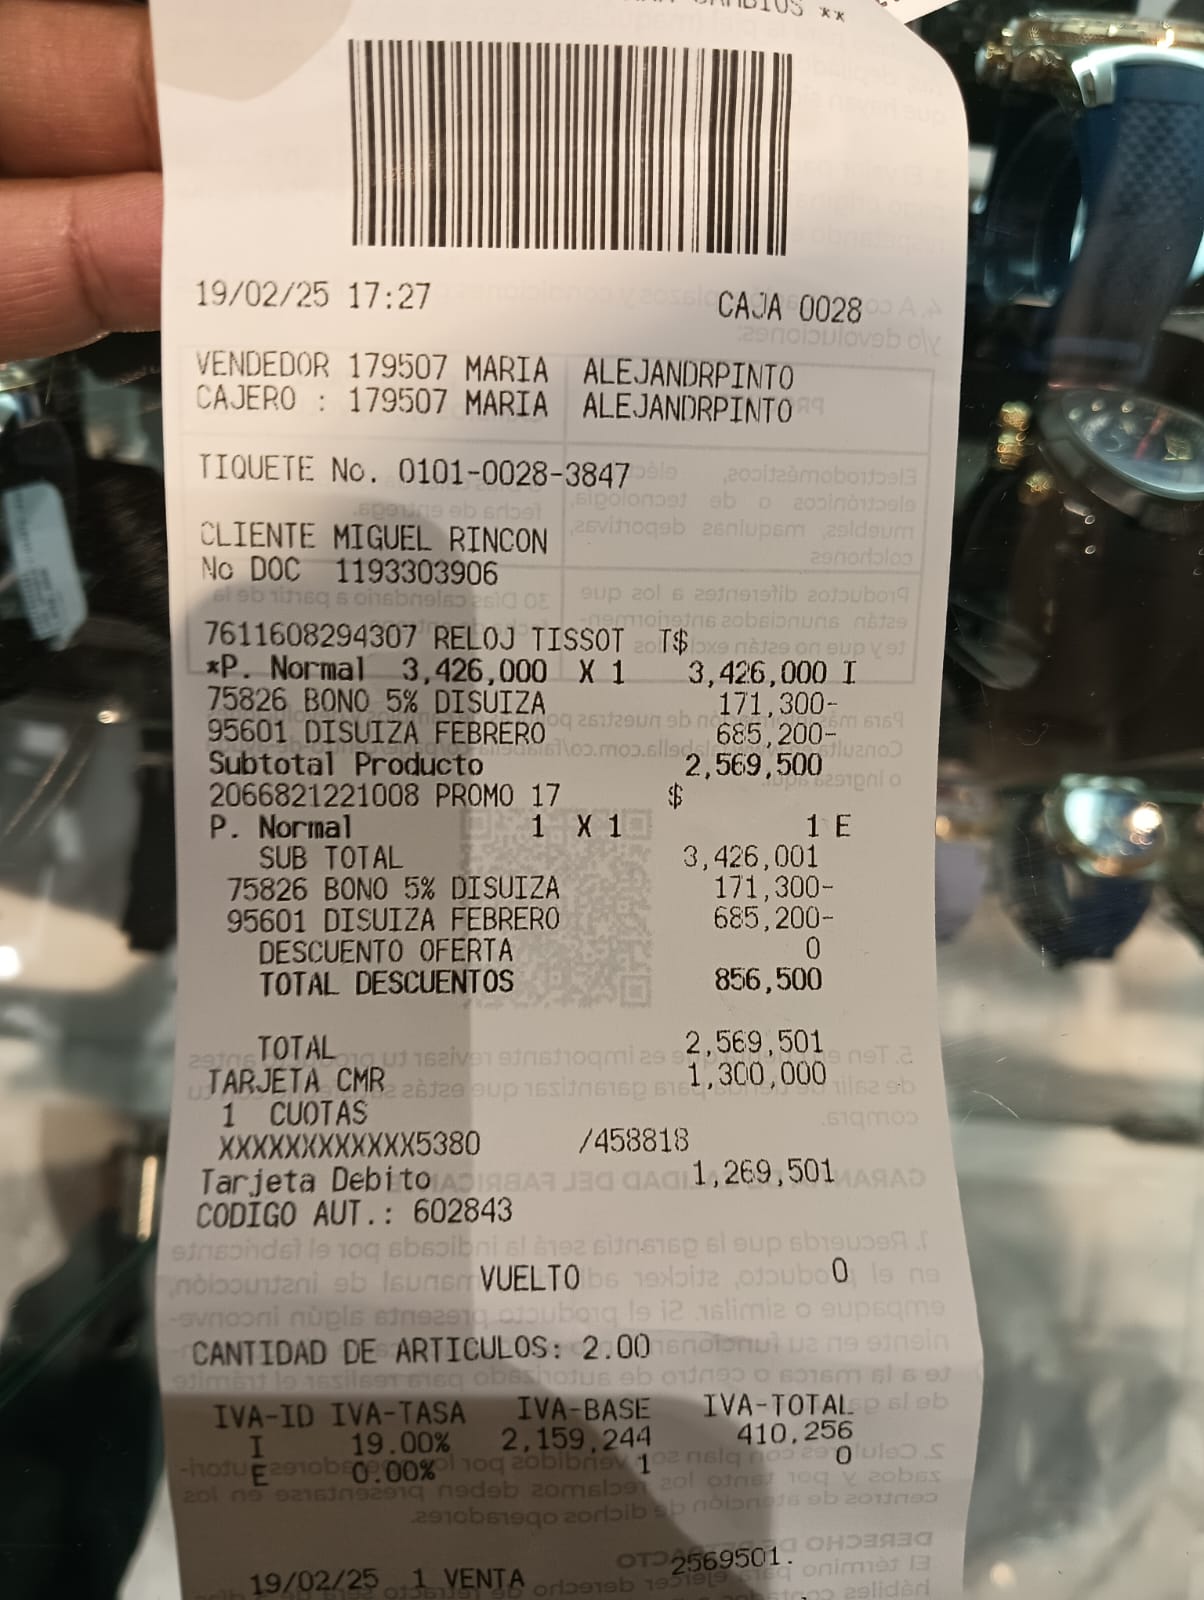 CAMBIOS **
19/02/25 17:27 CAJA 0028
VENDEDOR 179507 MARIA ALEJANDRPINTO
CAJERO : 179507 MARIA ALEJANDRPINTO
TIQUETE No. 0101-0028-3847
CLIENTE MIGUEL RINCON
No DOC 1193303906
7611608294307 RELOJ TISSOT T$
*P. Normal 3,426,000 X 1 3,426,000 I
75826 BONO 5% DISUIZA 171,300-
95601 DISUIZA FEBRERO 685,200-
Subtotal Producto 2,569,500
2066821221008 PROMO 17 $
P. Normal 1 X 1 1 E
SUB TOTAL 3,426,001
75826 BONO 5% DISUIZA 171,300-
95601 DISUIZA FEBRERO 685,200-
DESCUENTO OFERTA 0
TOTAL DESCUENTOS 856,500
TOTAL 2,569,501
TARJETA CMR 1,300,000
1 CUOTAS
XXXXXXXXXXXX5380 /458818
Tarjeta Debito 1,269,501
CODIGO AUT.: 602843
VUELTO 0
CANTIDAD DE ARTICULOS: 2.00
IVA-ID IVA-TASA IVA-BASE IVA-TOTAL
I 19.00% 2,159,244 410,256
E 0.00% 1 0
19/02/25 1 VENTA 2569501.